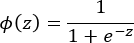 ϕ(z) = 1 / (1 + e^{-z})